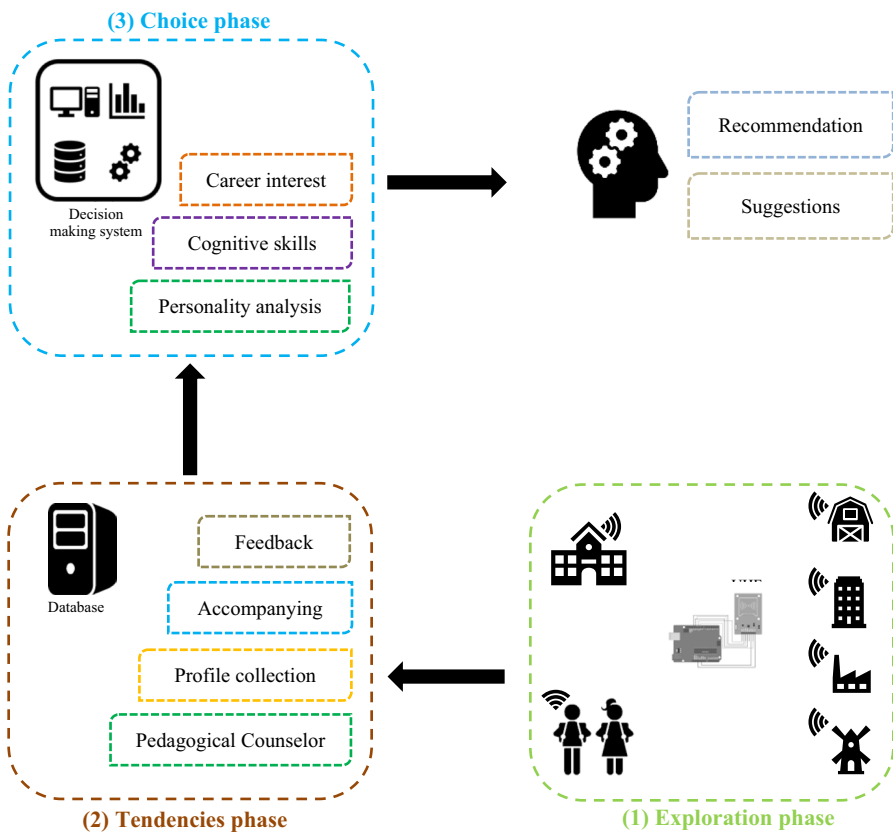 (3) Choice phase
Decision
making system
Career interest
Cognitive skills
Personality analysis
Recommendation
Suggestions
Database
Feedback
Accompanying
Profile collection
Pedagogical Counselor
(2) Tendencies phase
(1) Exploration phase